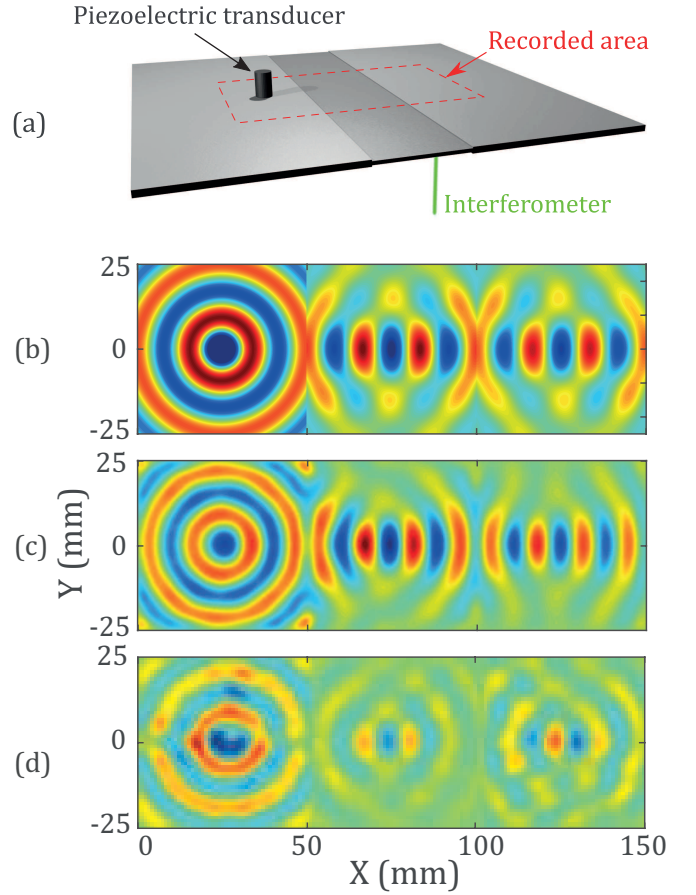 Piezoelectric transducer
Recorded area
(a)
Interferometer
25
(b)
0
-25
25
(c)
0
-25
Y (mm)
25
(d)
0
-25
0
50
100
150
X (mm)